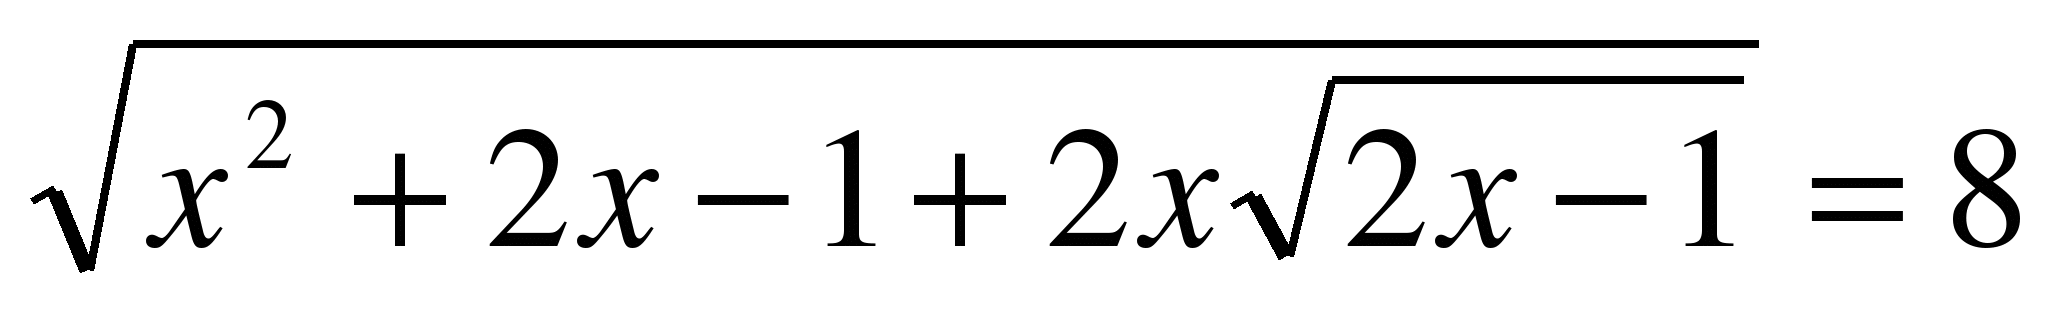 √(x² + 2x − 1 + 2x√(2x − 1)) = 8